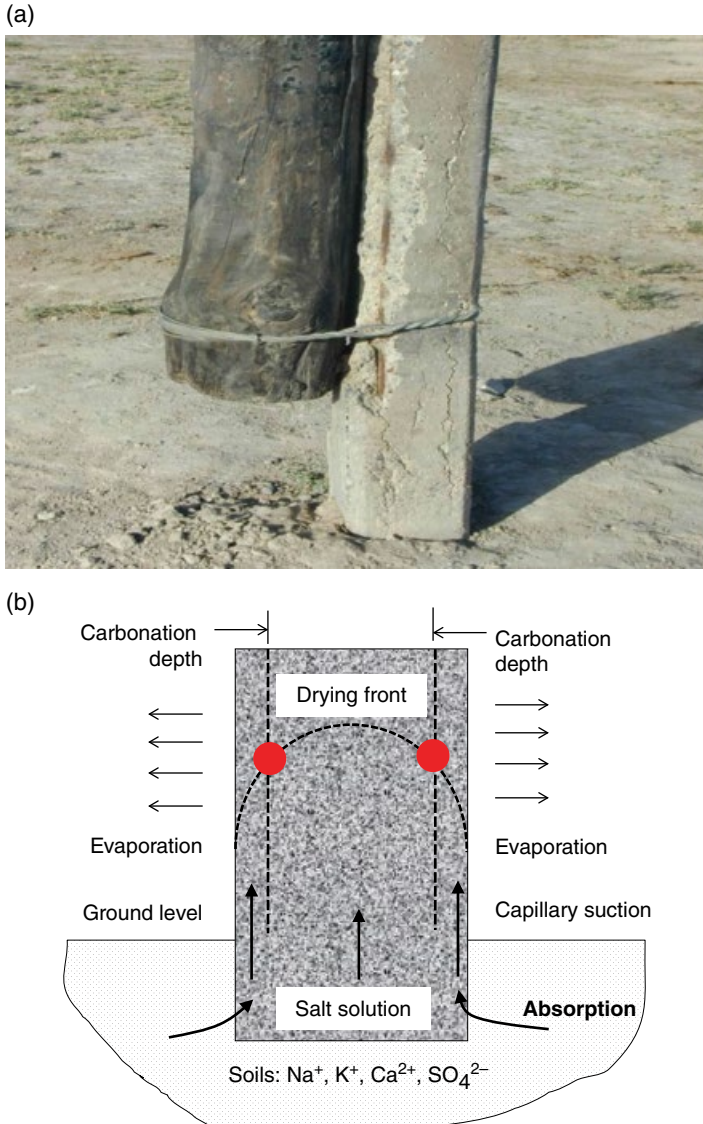 (a)
(b)
Carbonation
depth
Carbonation
depth
Drying front
Evaporation
Evaporation
Ground level
Capillary suction
Salt solution
Absorption
Soils: Na⁺, K⁺, Ca²⁺, SO₄²⁻